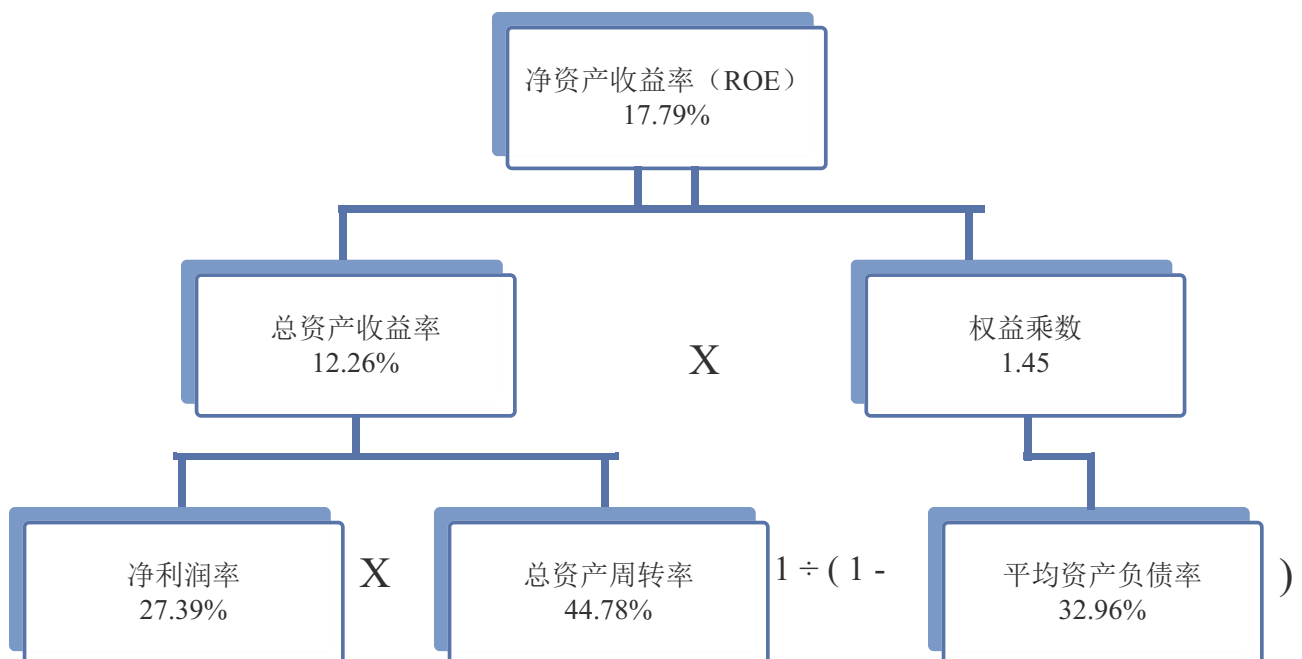 净资产收益率（ROE）
17.79%
总资产收益率
12.26%
X
权益乘数
1.45
净利润率
27.39%
X
总资产周转率
44.78%
1 ÷ ( 1 -
平均资产负债率
32.96%
)